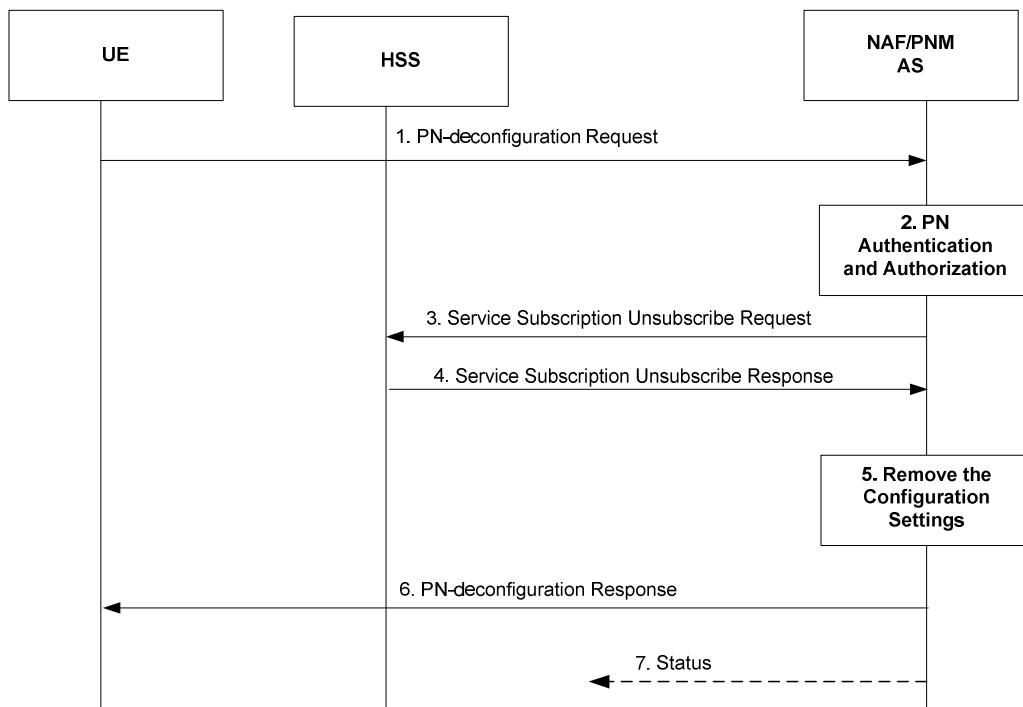 UE
HSS
NAF/PNM
AS
1. PN-deconfiguration Request
2. PN
Authentication
and Authorization
3. Service Subscription Unsubscribe Request
4. Service Subscription Unsubscribe Response
5. Remove the
Configuration
Settings
6. PN-deconfiguration Response
7. Status